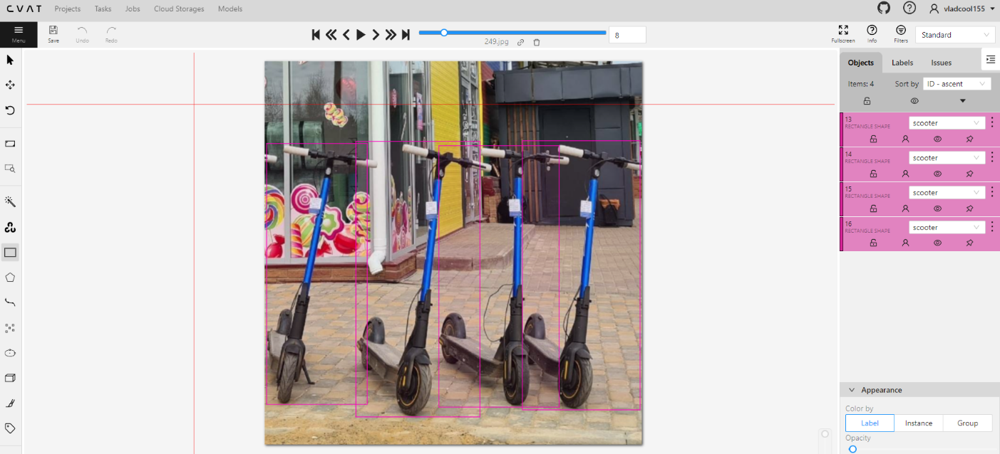 CVAT Projects Tasks Jobs Cloud Storages Models vladcool155
Menu Save Undo Redo 249.jpg 8 Fullscreen Info Filters Standard
Objects Labels Issues
Items: 4 Sort by ID - ascent
13 RECTANGLE SHAPE scooter
14 RECTANGLE SHAPE scooter
15 RECTANGLE SHAPE scooter
16 RECTANGLE SHAPE scooter
Appearance
Color by
Label Instance Group
Opacity